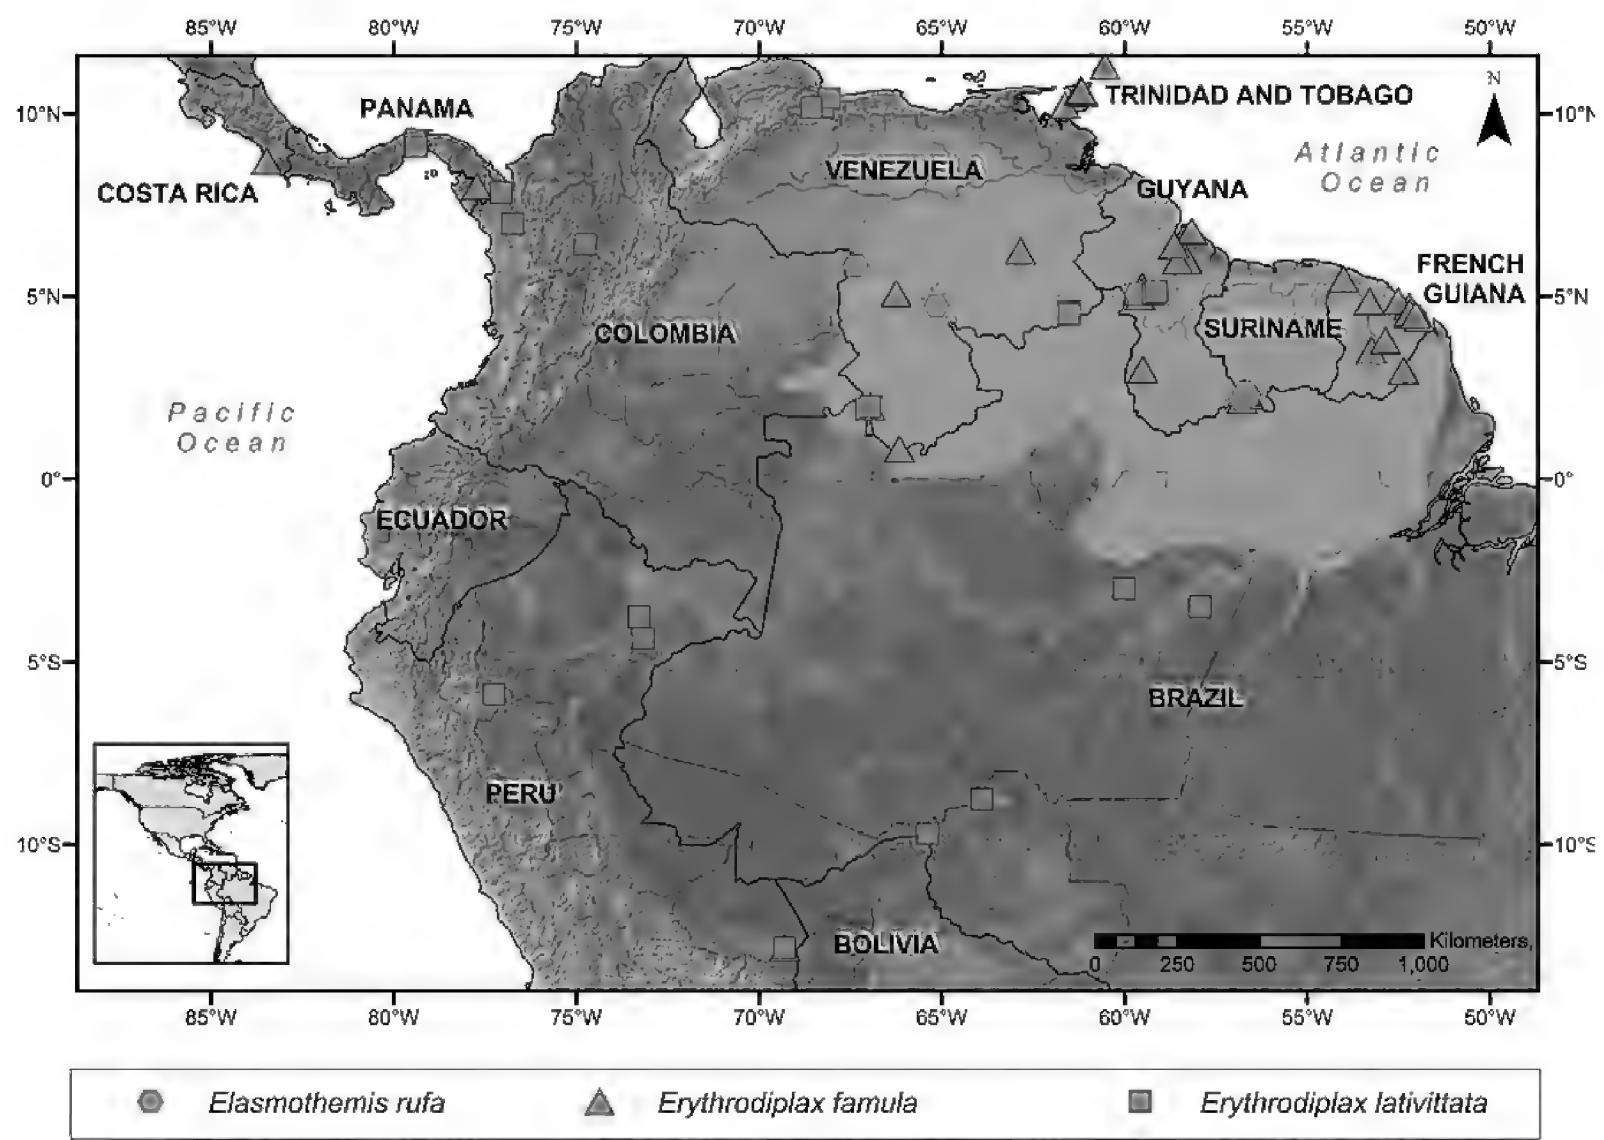 85°W 80°W 75°W 70°W 65°W 60°W 55°W 50°W
N
PANAMA
TRINIDAD AND TOBAGO
10°N 10°N
Atlantic
Ocean
VENEZUELA
GUYANA
COSTA RICA
FRENCH
GUIANA
5°N 5°N
COLOMBIA
SURINAME
Pacific
Ocean
0° 0°
ECUADOR
5°S 5°S
BRAZIL
PERU
10°S 10°S
BOLIVIA
Kilometers
0 250 500 750 1,000
85°W 80°W 75°W 70°W 65°W 60°W 55°W 50°W
Elasmothemis rufa Erythrodiplax famula Erythrodiplax lativittata